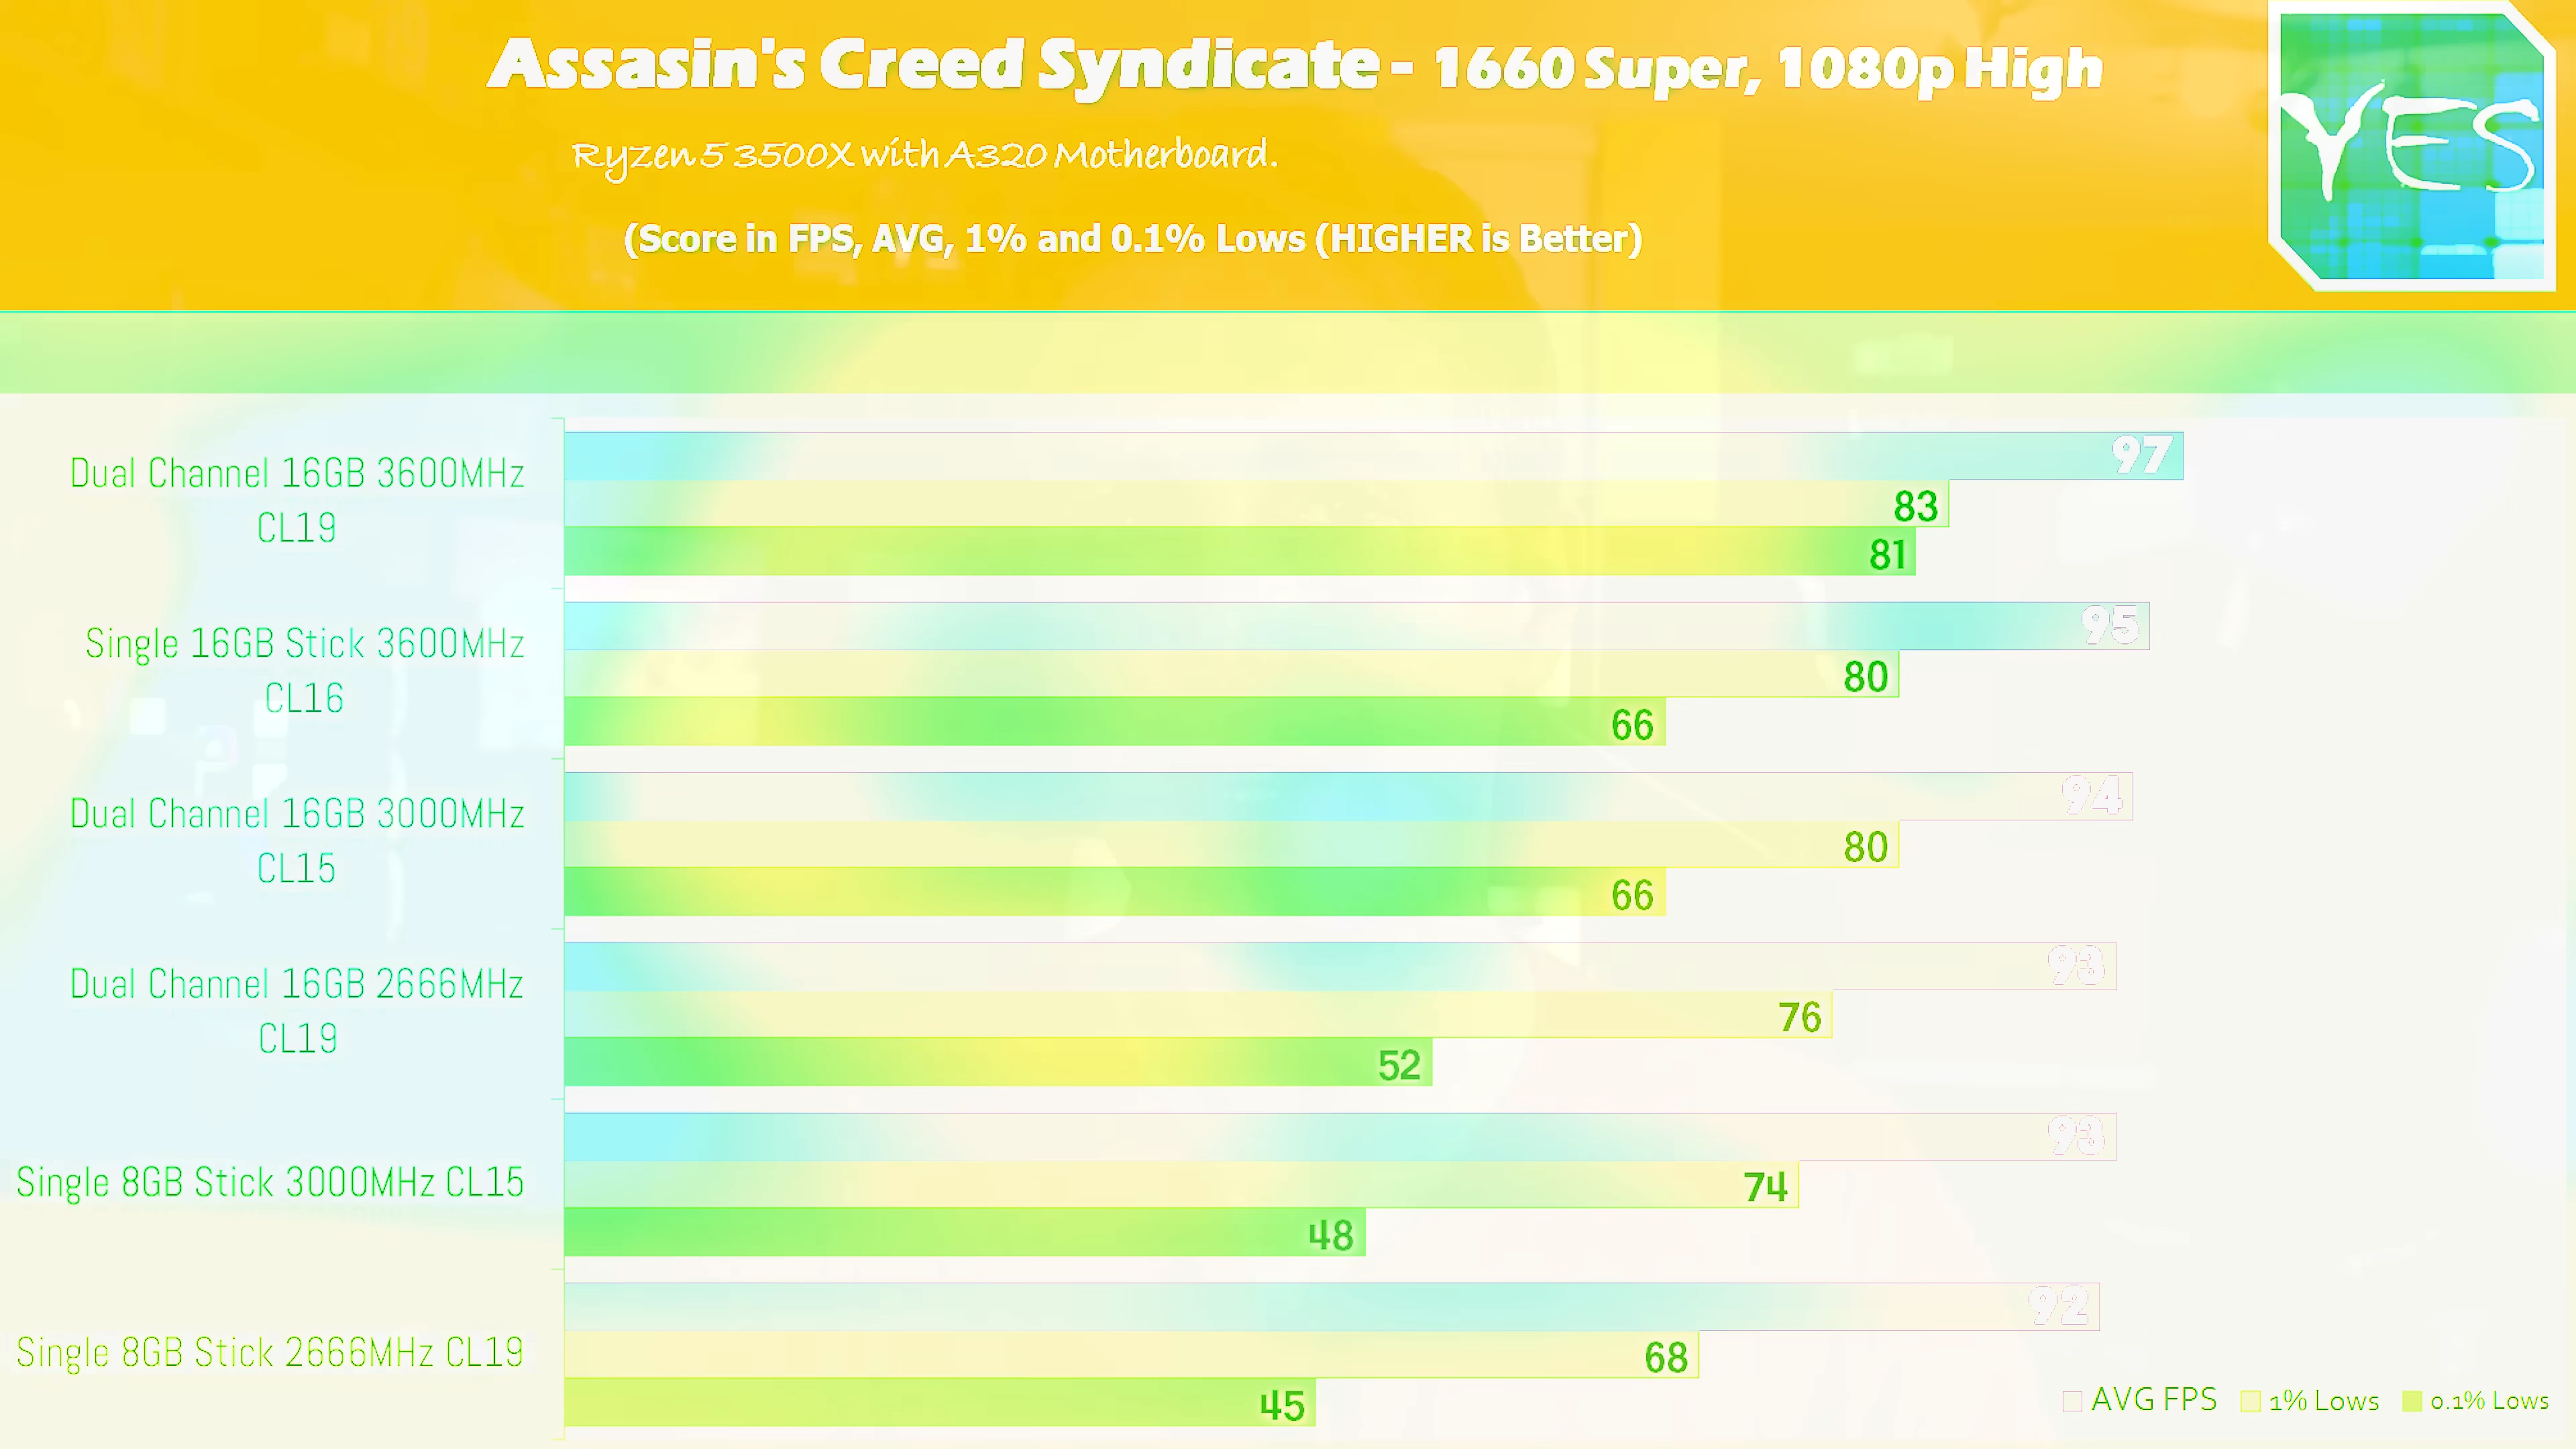 Assasin's Creed Syndicate - 1660 Super, 1080p High
YES
Ryzen 5 3500X with A320 Motherboard.
(Score in FPS, AVG, 1% and 0.1% Lows (HIGHER is Better)
Dual Channel 16GB 3600MHz
CL19
97
83
81
Single 16GB Stick 3600MHz
CL16
95
80
66
Dual Channel 16GB 3000MHz
CL15
94
80
66
Dual Channel 16GB 2666MHz
CL19
93
76
52
Single 8GB Stick 3000MHz CL15
93
74
48
Single 8GB Stick 2666MHz CL19
92
68
45
AVG FPS 1% Lows 0.1% Lows